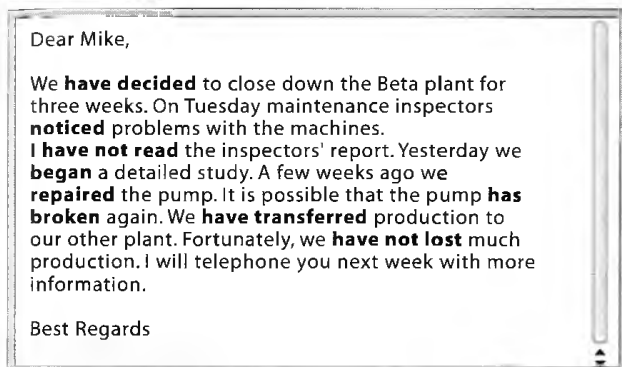 Dear Mike,
We have decided to close down the Beta plant for
three weeks. On Tuesday maintenance inspectors
noticed problems with the machines.
I have not read the inspectors' report. Yesterday we
began a detailed study. A few weeks ago we
repaired the pump. It is possible that the pump has
broken again. We have transferred production to
our other plant. Fortunately, we have not lost much
production. I will telephone you next week with more
information.
Best Regards